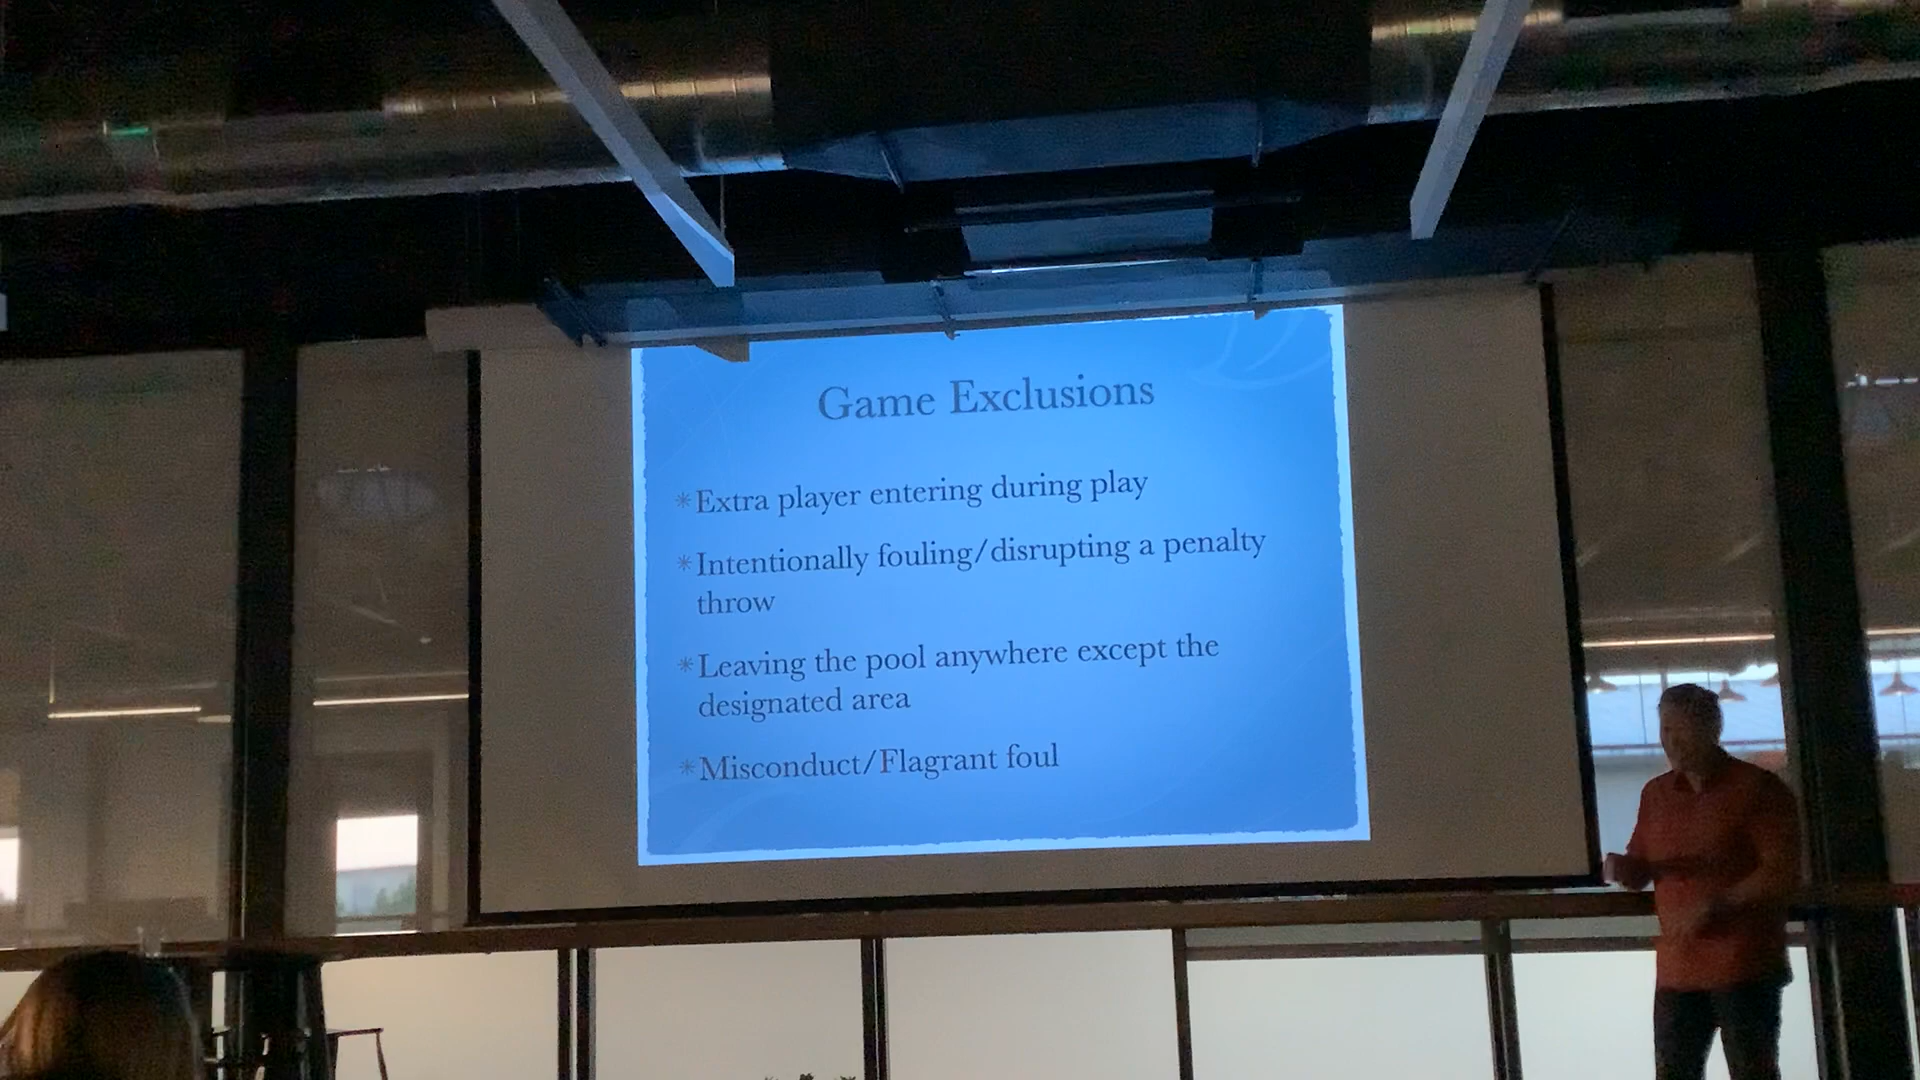 Game Exclusions
*Extra player entering during play
*Intentionally fouling/disrupting a penalty
throw
*Leaving the pool anywhere except the
designated area
*Misconduct/Flagrant foul